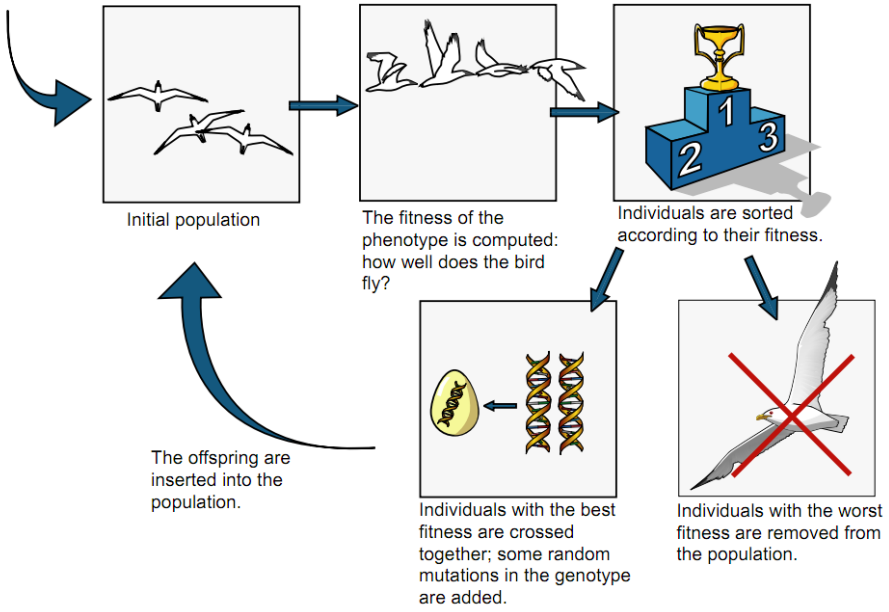 1
2
3
Initial population
The fitness of the
phenotype is computed:
how well does the bird
fly?
Individuals are sorted
according to their fitness.
The offspring are
inserted into the
population.
Individuals with the best
fitness are crossed
together; some random
mutations in the genotype
are added.
Individuals with the worst
fitness are removed from
the population.